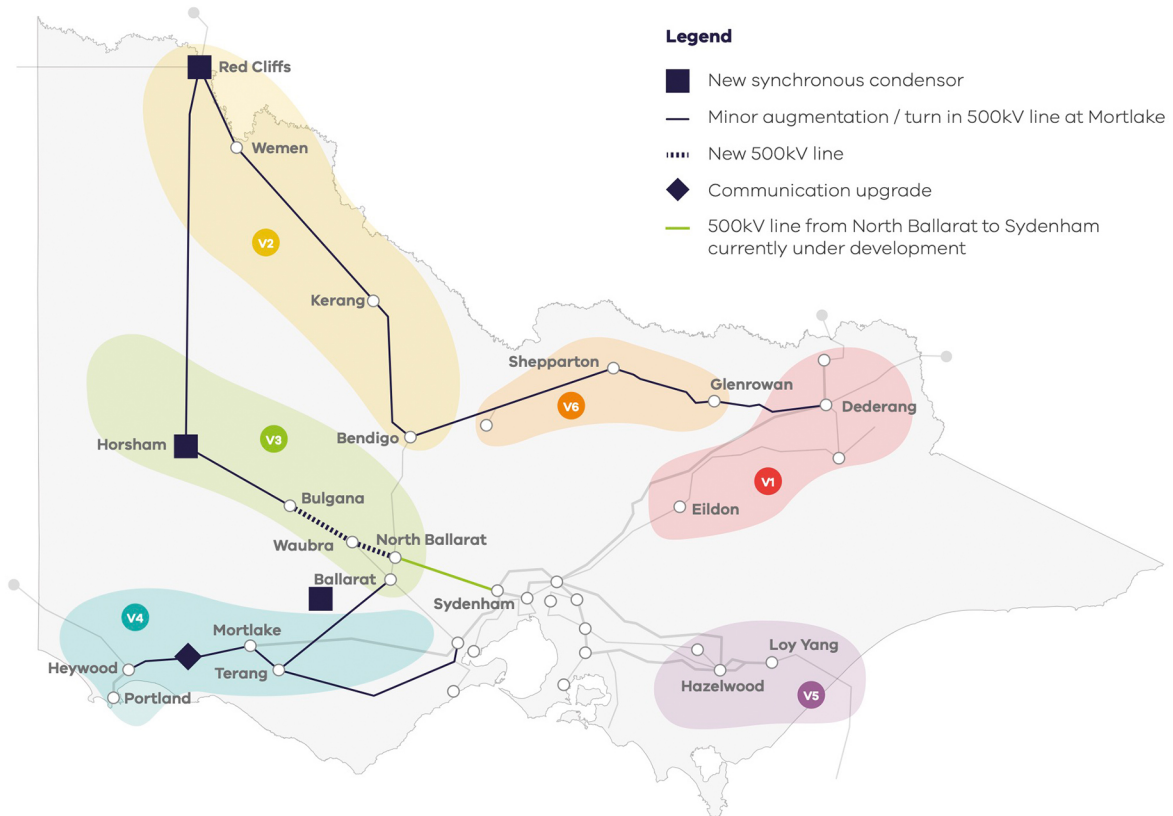 Legend
New synchronous condensor
Minor augmentation / turn in 500kV line at Mortlake
New 500kV line
Communication upgrade
500kV line from North Ballarat to Sydenham
currently under development
Red Cliffs
Wemen
V2
Kerang
Shepparton
Glenrowan
V6
Dederang
Bendigo
Horsham
V3
V1
Bulgana
Eildon
Waubra
North Ballarat
Ballarat
Sydenham
V4
Mortlake
Loy Yang
Heywood
Terang
Hazelwood
V5
Portland